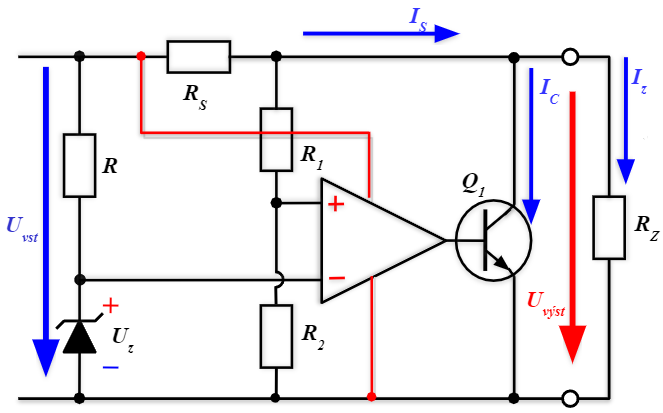 I_S
R_S
I_C
I_z
R
R_1
Q_1
+
U_vst
R_Z
−
+
U_z
R_2
U_výst
−